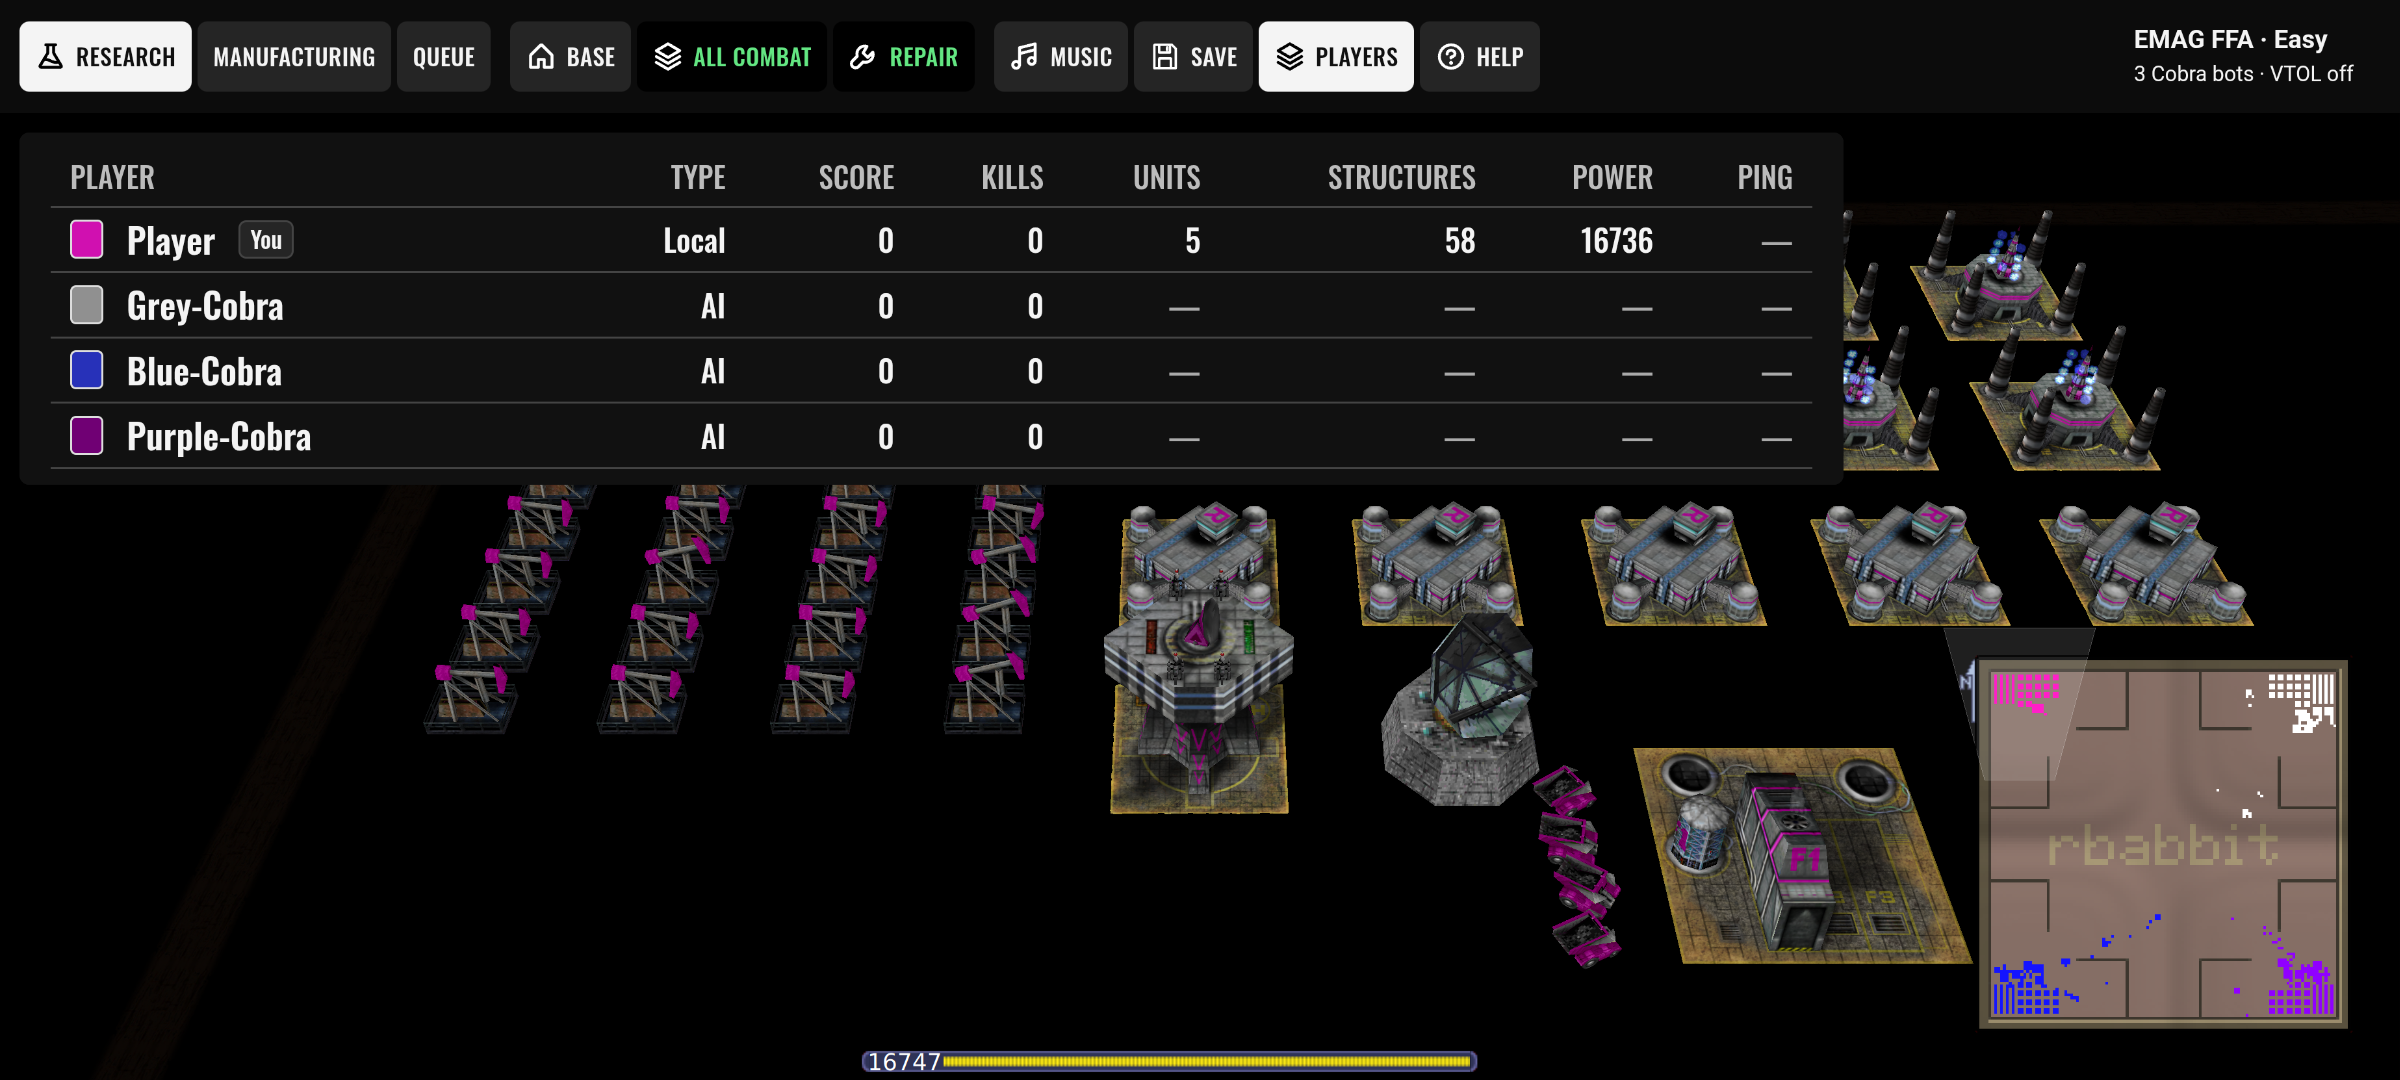 RESEARCH MANUFACTURING QUEUE BASE ALL COMBAT REPAIR MUSIC SAVE PLAYERS HELP
EMAG FFA · Easy
3 Cobra bots · VTOL off
PLAYER TYPE SCORE KILLS UNITS STRUCTURES POWER PING
Player You Local 0 0 5 58 16736 —
Grey-Cobra AI 0 0 — — — —
Blue-Cobra AI 0 0 — — — —
Purple-Cobra AI 0 0 — — — —
R R R R R
N
rbabbit
F1
F3
16747